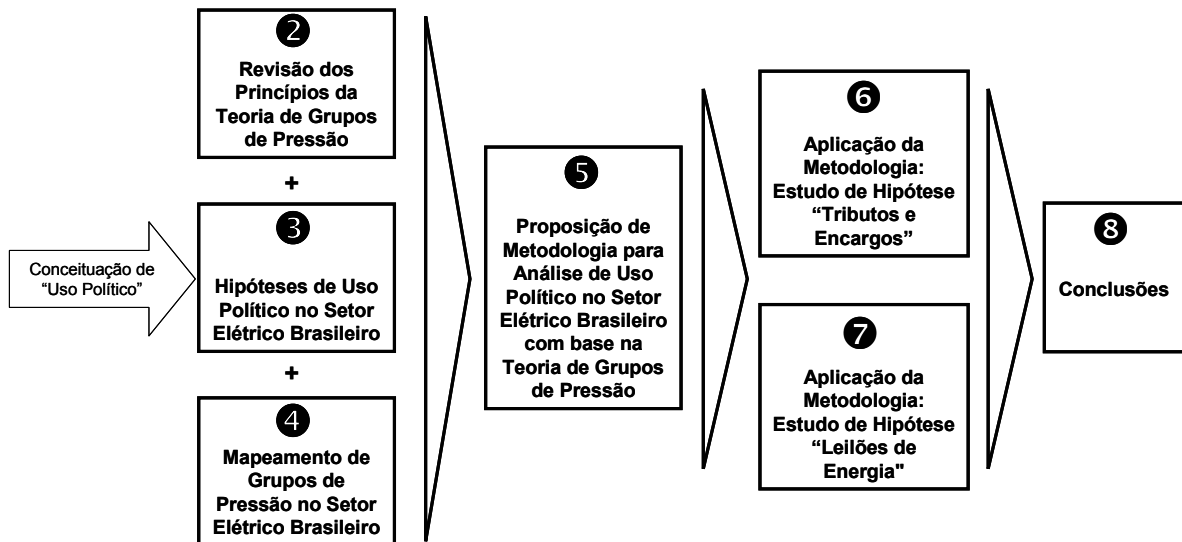 Conceituação de
“Uso Político”
2
Revisão dos
Princípios da
Teoria de Grupos
de Pressão
+
3
Hipóteses de Uso
Político no Setor
Elétrico Brasileiro
+
4
Mapeamento de
Grupos de
Pressão no Setor
Elétrico Brasileiro
5
Proposição de
Metodologia para
Análise de Uso
Político no Setor
Elétrico Brasileiro
com base na
Teoria de Grupos
de Pressão
6
Aplicação da
Metodologia:
Estudo de Hipótese
“Tributos e
Encargos”
7
Aplicação da
Metodologia:
Estudo de Hipótese
“Leilões de
Energia"
8
Conclusões